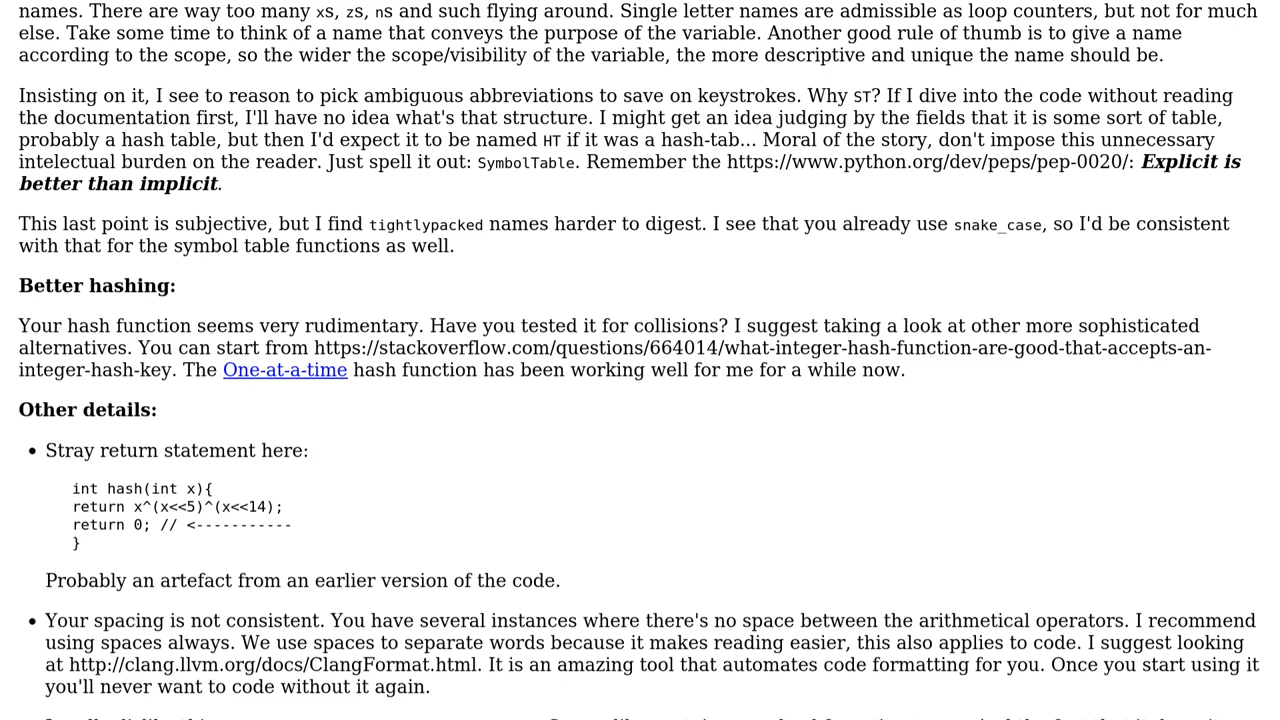 names. There are way too many xs, zs, ns and such flying around. Single letter names are admissible as loop counters, but not for much
else. Take some time to think of a name that conveys the purpose of the variable. Another good rule of thumb is to give a name
according to the scope, so the wider the scope/visibility of the variable, the more descriptive and unique the name should be.
Insisting on it, I see to reason to pick ambiguous abbreviations to save on keystrokes. Why ST? If I dive into the code without reading
the documentation first, I'll have no idea what's that structure. I might get an idea judging by the fields that it is some sort of table,
probably a hash table, but then I'd expect it to be named HT if it was a hash-tab... Moral of the story, don't impose this unnecessary
intelectual burden on the reader. Just spell it out: SymbolTable. Remember the https://www.python.org/dev/peps/pep-0020/: Explicit is
better than implicit.
This last point is subjective, but I find tightlypacked names harder to digest. I see that you already use snake_case, so I'd be consistent
with that for the symbol table functions as well.
Better hashing:
Your hash function seems very rudimentary. Have you tested it for collisions? I suggest taking a look at other more sophisticated
alternatives. You can start from https://stackoverflow.com/questions/664014/what-integer-hash-function-are-good-that-accepts-an-
integer-hash-key. The One-at-a-time hash function has been working well for me for a while now.
Other details:
• Stray return statement here:
int hash(int x){
return x^(x<<5)^(x<<14);
return 0; // <-----------
}
Probably an artefact from an earlier version of the code.
• Your spacing is not consistent. You have several instances where there's no space between the arithmetical operators. I recommend
using spaces always. We use spaces to separate words because it makes reading easier, this also applies to code. I suggest looking
at http://clang.llvm.org/docs/ClangFormat.html. It is an amazing tool that automates code formatting for you. Once you start using it
you'll never want to code without it again.